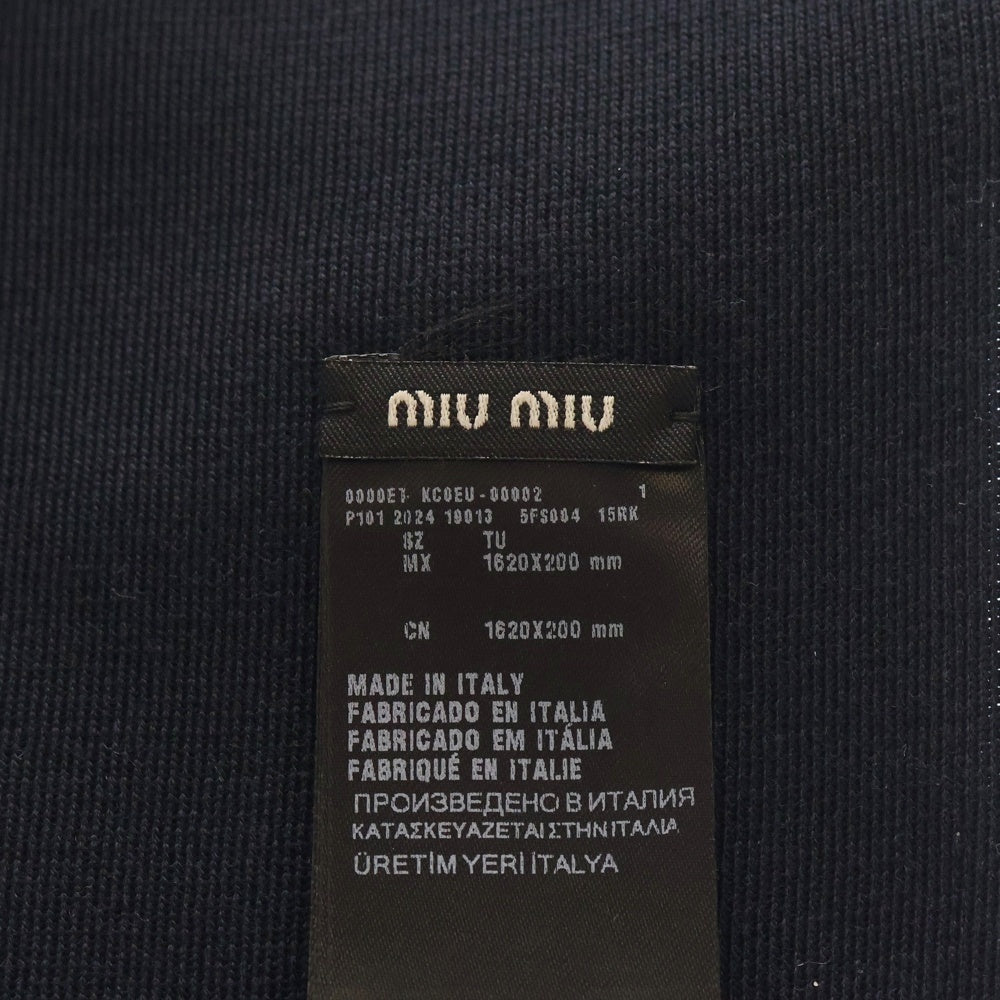 MIU MIU
0000ET KC0EU-00002 1
P101 2024 19013 5FS004 15RK
SZ TU
MX 1620X200 mm
CN 1620X200 mm
MADE IN ITALY
FABRICADO EN ITALIA
FABRICADO EM ITÁLIA
FABRIQUÉ EN ITALIE
ПРОИЗВЕДЕНО В ИТАЛИЯ
ΚΑΤΑΣΚΕΥΑΖΕΤΑΙ ΣΤΗΝ ΙΤΑΛΙΑ
ÜRETİM YERİ İTALYA